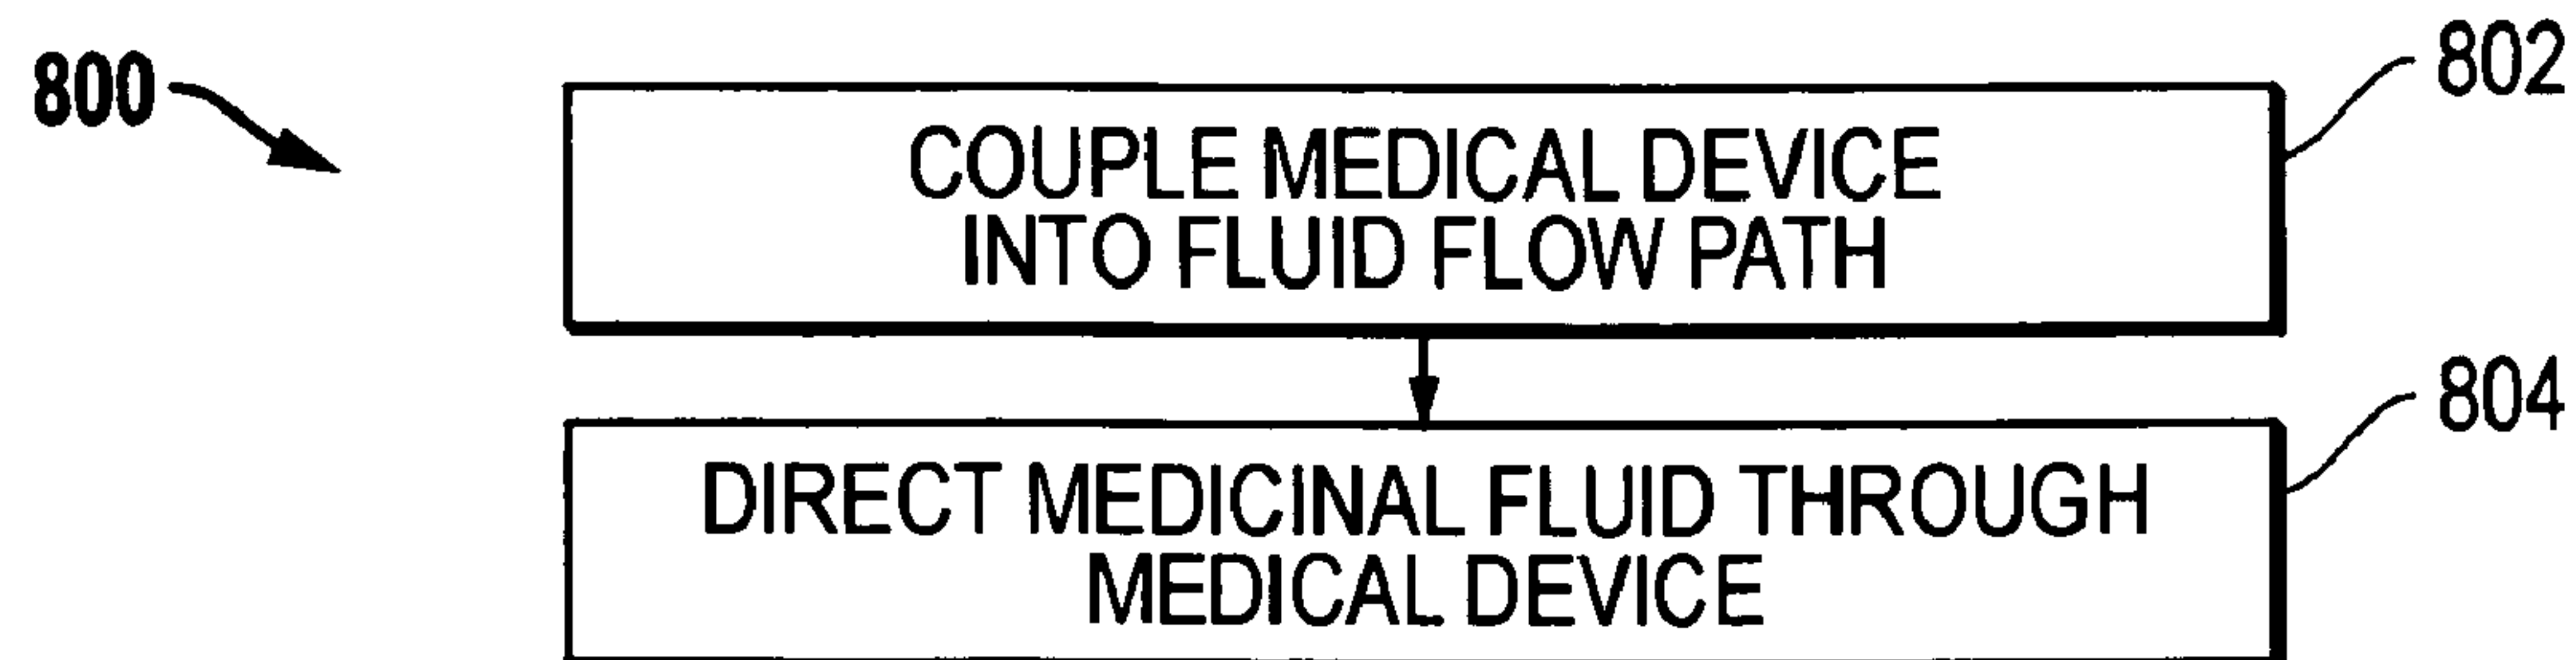 800
802
COUPLE MEDICAL DEVICE
INTO FLUID FLOW PATH
804
DIRECT MEDICINAL FLUID THROUGH
MEDICAL DEVICE